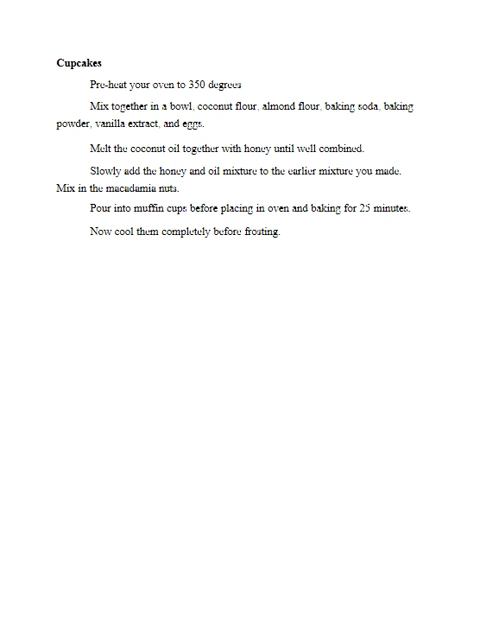 Cupcakes
Pre-heat your oven to 350 degrees
Mix together in a bowl, coconut flour, almond flour, baking soda, baking
powder, vanilla extract, and eggs.
Melt the coconut oil together with honey until well combined.
Slowly add the honey and oil mixture to the earlier mixture you made.
Mix in the macadamia nuts.
Pour into muffin cups before placing in oven and baking for 25 minutes.
Now cool them completely before frosting.